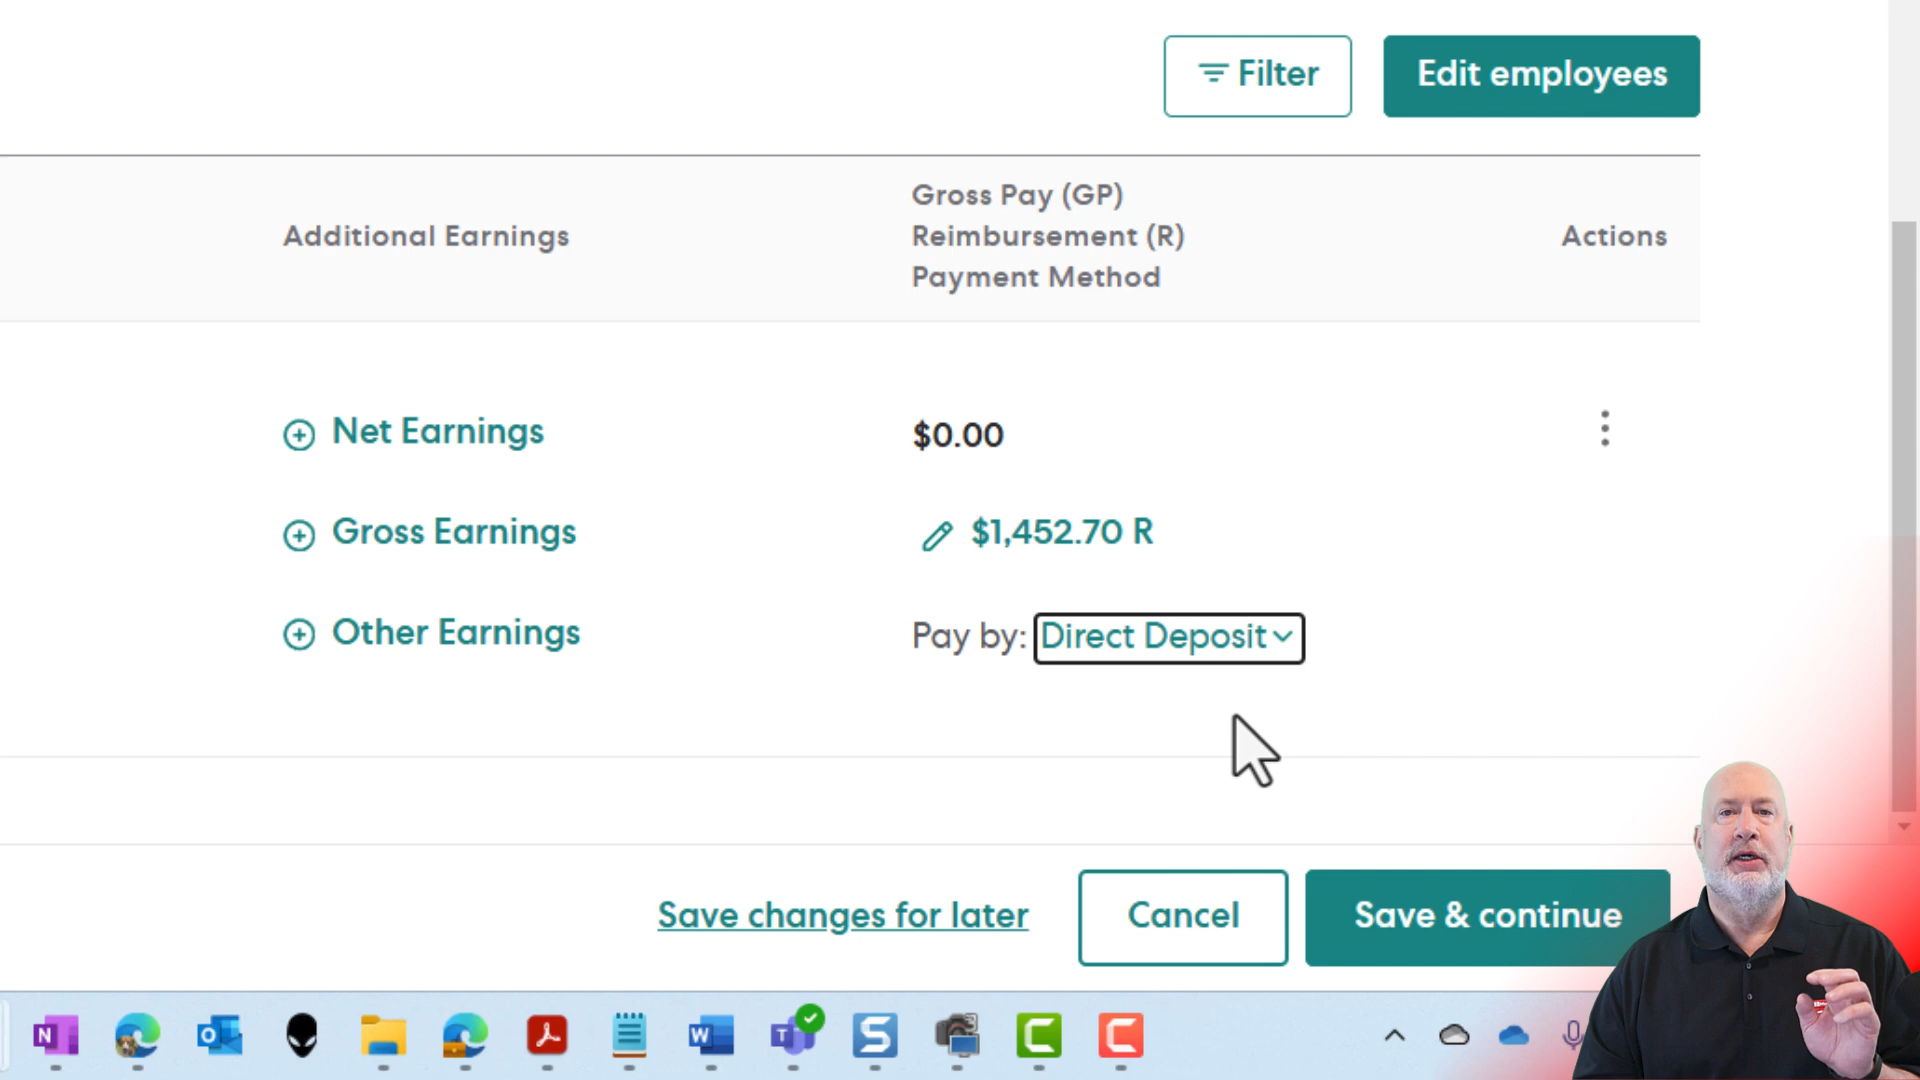 Filter
Edit employees
Additional Earnings
Gross Pay (GP)
Reimbursement (R)
Payment Method
Actions
Net Earnings
$0.00
Gross Earnings
$1,452.70 R
Other Earnings
Pay by: Direct Deposit
Save changes for later
Cancel
Save & continue